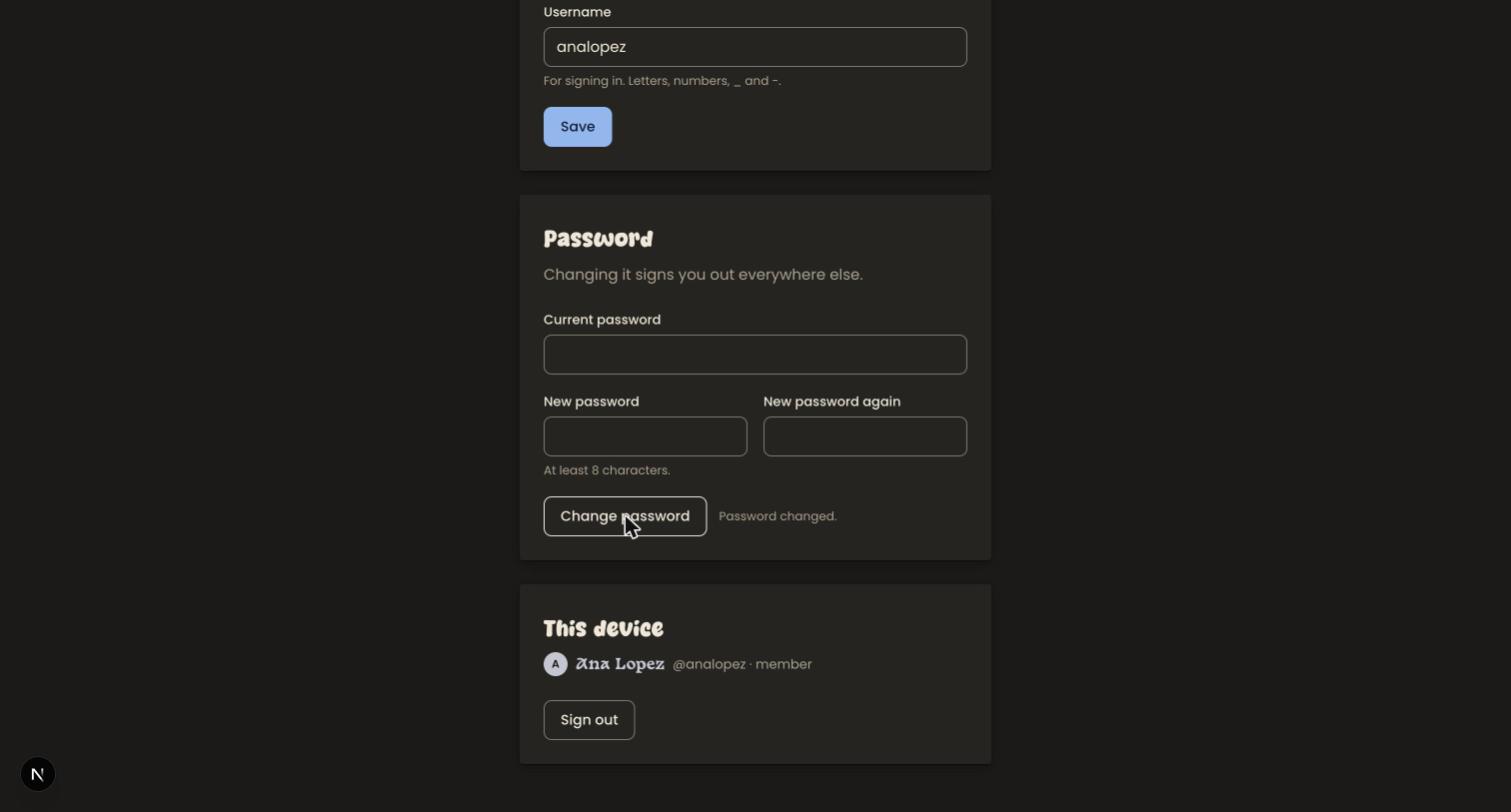 Username
analopez
For signing in. Letters, numbers, _ and -.
Save
Password
Changing it signs you out everywhere else.
Current password
New password
New password again
At least 8 characters.
Change password
Password changed.
This device
A Ana Lopez @analopez · member
Sign out
N